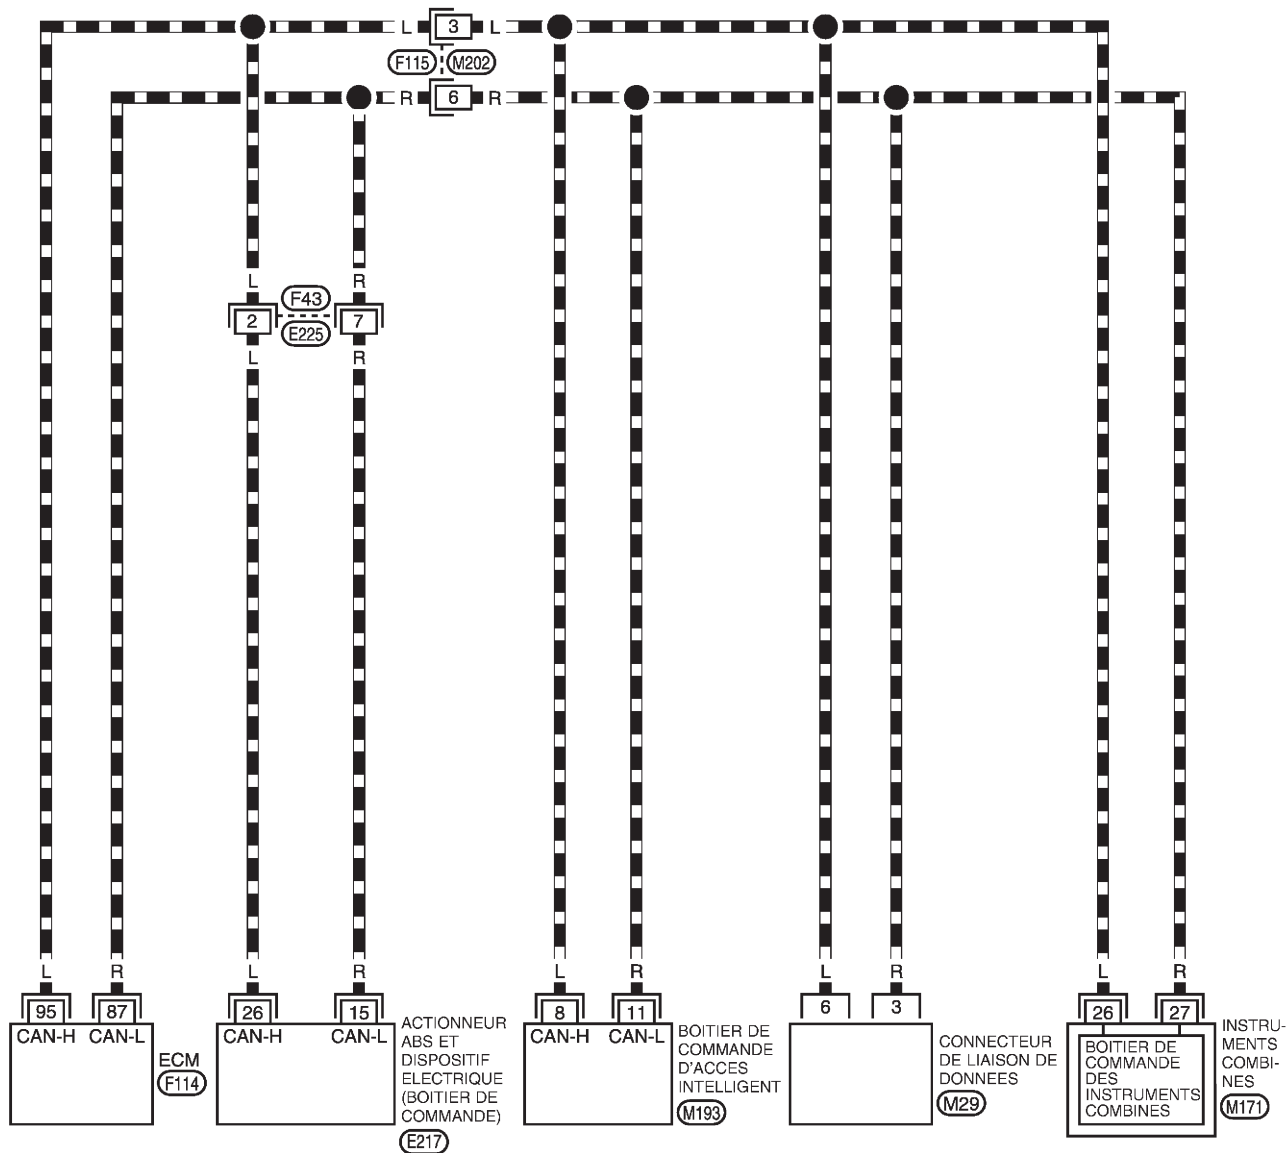 L 3 L
F115 M202
R 6 R
L R
F43
2 7
E225
L R
L R L R L R L R L R
95 87 26 15 8 11 6 3 26 27
CAN-H CAN-L
ECM
F114
CAN-H CAN-L
ACTIONNEUR
ABS ET
DISPOSITIF
ELECTRIQUE
(BOITIER DE
COMMANDE)
E217
CAN-H CAN-L
BOITIER DE
COMMANDE
D'ACCES
INTELLIGENT
M193
CONNECTEUR
DE LIAISON DE
DONNEES
M29
BOITIER DE
COMMANDE
DES
INSTRUMENTS
COMBINES
INSTRU-
MENTS
COMBI-
NES
M171